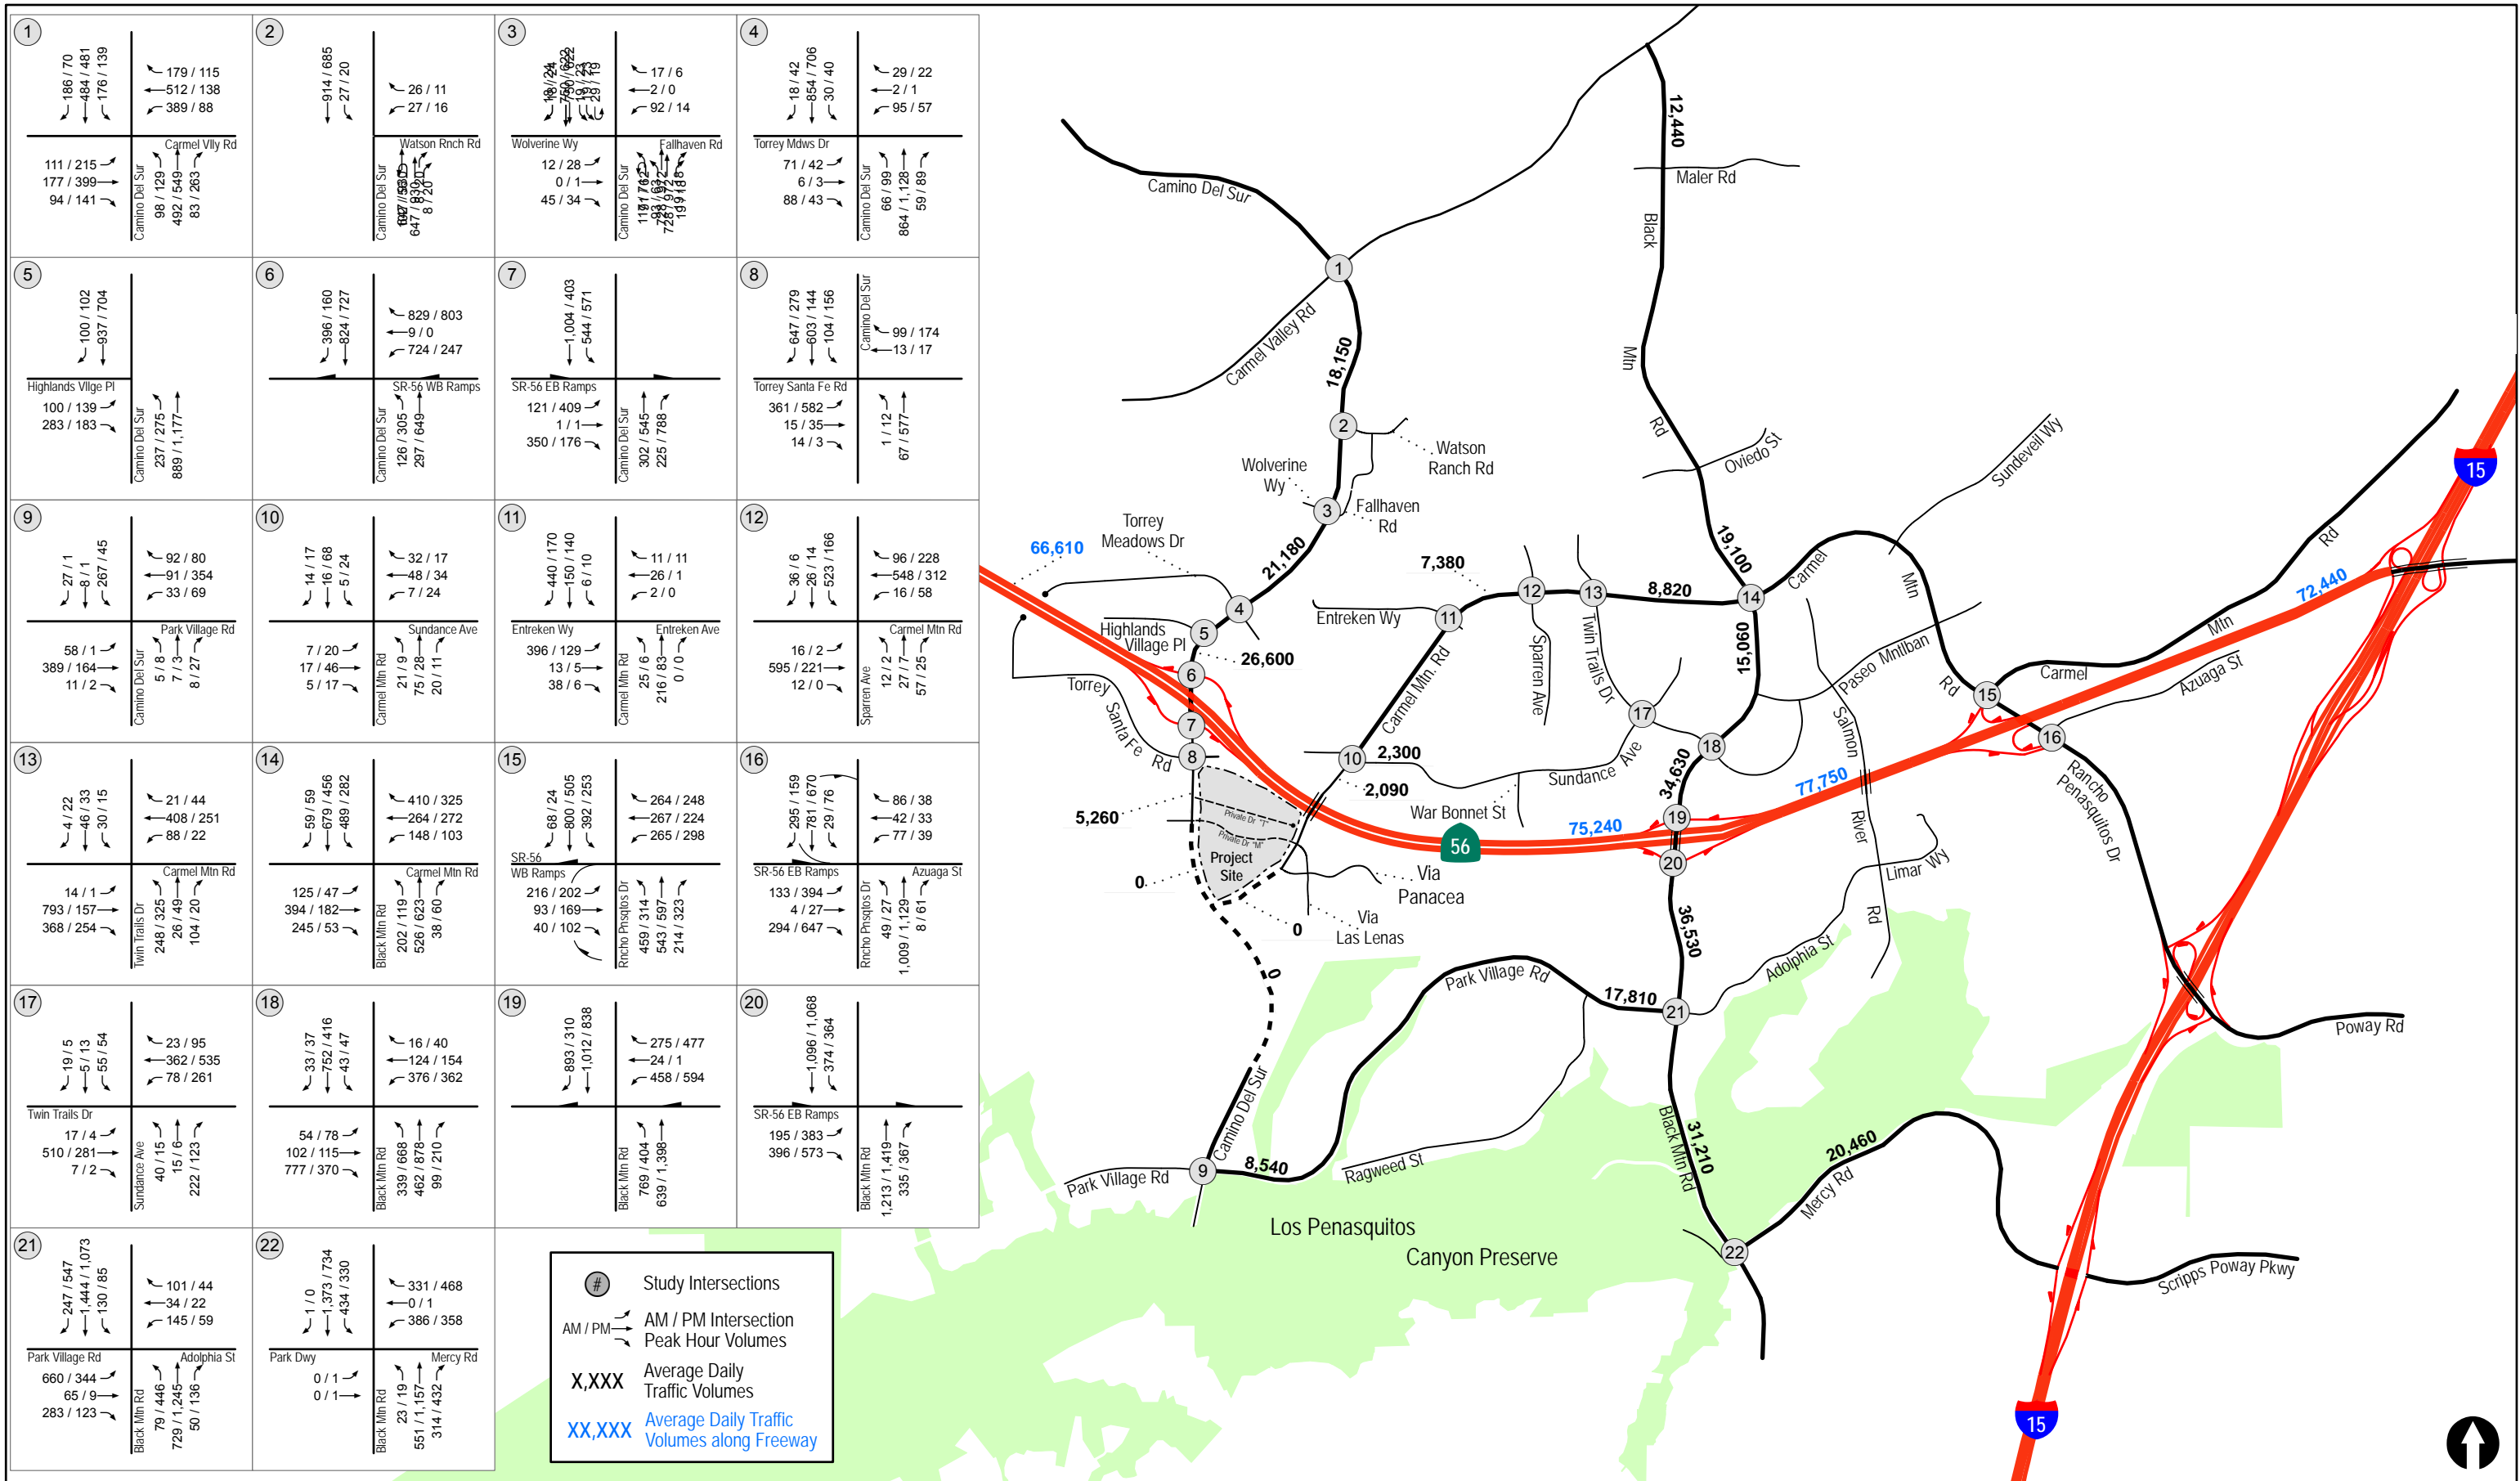 1
186 / 70
484 / 481
176 / 139
179 / 115
512 / 138
389 / 88
Carmel Vlly Rd
111 / 215
177 / 399
94 / 141
Camino Del Sur
98 / 129
492 / 549
83 / 263
2
914 / 685
27 / 20
26 / 11
27 / 16
Watson Rnch Rd
Camino Del Sur
647 / 830
8 / 20
3
29 / 19
17 / 6
2 / 0
92 / 14
Wolverine Wy
Fallhaven Rd
12 / 28
0 / 1
45 / 34
Camino Del Sur
728 / 972
4
18 / 42
854 / 706
30 / 40
29 / 22
2 / 1
95 / 57
Torrey Mdws Dr
71 / 42
6 / 3
88 / 43
Camino Del Sur
66 / 99
864 / 1,128
59 / 89
5
100 / 102
937 / 704
Highlands Vllge Pl
100 / 139
283 / 183
Camino Del Sur
237 / 275
889 / 1,177
6
396 / 160
824 / 727
829 / 803
9 / 0
724 / 247
SR-56 WB Ramps
Camino Del Sur
126 / 305
297 / 649
7
1,004 / 403
544 / 571
SR-56 EB Ramps
121 / 409
1 / 1
350 / 176
Camino Del Sur
302 / 545
225 / 788
8
647 / 279
603 / 144
104 / 156
Camino Del Sur
99 / 174
13 / 17
Torrey Santa Fe Rd
361 / 582
15 / 35
14 / 3
1 / 12
67 / 577
9
27 / 1
8 / 1
267 / 45
92 / 80
91 / 354
33 / 69
Park Village Rd
58 / 1
389 / 164
11 / 2
Camino Del Sur
5 / 8
7 / 3
8 / 27
10
14 / 17
16 / 68
5 / 24
32 / 17
48 / 34
7 / 24
Sundance Ave
7 / 20
17 / 46
5 / 17
Carmel Mtn Rd
21 / 9
75 / 28
20 / 11
11
440 / 170
150 / 140
6 / 10
11 / 11
26 / 1
2 / 0
Entreken Wy
Entreken Ave
396 / 129
13 / 5
38 / 6
Carmel Mtn Rd
25 / 6
216 / 83
0 / 0
12
36 / 6
26 / 14
523 / 166
96 / 228
548 / 312
16 / 58
Carmel Mtn Rd
16 / 2
595 / 221
12 / 0
Sparren Ave
12 / 2
27 / 7
57 / 25
13
4 / 22
46 / 33
30 / 15
21 / 44
408 / 251
88 / 22
Carmel Mtn Rd
14 / 1
793 / 157
368 / 254
Twin Trails Dr
248 / 325
26 / 49
104 / 20
14
59 / 59
679 / 456
489 / 282
410 / 325
264 / 272
148 / 103
Carmel Mtn Rd
125 / 47
394 / 182
245 / 53
Black Mtn Rd
202 / 119
526 / 623
38 / 60
15
68 / 24
800 / 505
392 / 253
264 / 248
267 / 224
265 / 298
SR-56
WB Ramps
216 / 202
93 / 169
40 / 102
Rncho Pnsqtos Dr
459 / 314
543 / 597
214 / 323
16
295 / 159
781 / 670
29 / 76
86 / 38
42 / 33
77 / 39
SR-56 EB Ramps
Azuaga St
133 / 394
4 / 27
294 / 647
Rncho Pnsqtos Dr
49 / 27
1,009 / 1,129
8 / 61
17
19 / 5
5 / 13
555 / 54
23 / 95
362 / 535
78 / 261
Twin Trails Dr
17 / 4
510 / 281
7 / 2
Sundance Ave
40 / 15
15 / 6
222 / 123
18
33 / 37
752 / 416
43 / 47
16 / 40
124 / 154
376 / 362
54 / 78
102 / 115
777 / 370
Black Mtn Rd
339 / 668
462 / 878
99 / 210
19
893 / 310
1,012 / 838
275 / 477
24 / 1
458 / 594
Black Mtn Rd
769 / 404
639 / 1,398
20
1,096 / 1,068
374 / 364
SR-56 EB Ramps
195 / 383
396 / 573
Black Mtn Rd
1,213 / 1,419
335 / 367
21
247 / 547
1,444 / 1,073
130 / 85
101 / 44
34 / 22
145 / 59
Park Village Rd
Adolphia St
660 / 344
65 / 9
283 / 123
Black Mtn Rd
79 / 446
729 / 1,245
50 / 136
22
1 / 0
1,373 / 734
434 / 330
331 / 468
0 / 1
386 / 358
Park Dwy
Mercy Rd
0 / 1
0 / 1
Black Mtn Rd
23 / 19
551 / 1,157
314 / 432
# Study Intersections
AM / PM
AM / PM Intersection
Peak Hour Volumes
X,XXX
Average Daily
Traffic Volumes
XX,XXX
Average Daily Traffic
Volumes along Freeway
12,440
Maler Rd
Camino Del Sur
Black
Mtn
Rd
1
Carmel Valley Rd
18,150
2
Watson
Ranch Rd
Oviedo St
Sundeveil Wy
15
Wolverine
Wy
3
Fallhaven
Rd
Torrey
Meadows Dr
66,610
21,180
7,380
19,100
Carmel
Mtn
Rd
Rd
72,440
12
13
8,820
14
4
Entreken Wy
11
Highlands
Village Pl
5
26,600
Sparren Ave
Twin Trails Dr
15,060
Paseo Mntlban
Mtn
Carmel
Azuaga St
6
Torrey
Santa Fe
Rd
Carmel Mtn. Rd
15
7
17
Salmon
River
Rd
16
8
10
2,300
18
Sundance
Ave
34,630
2,090
War Bonnet St
77,750
Rancho
Penasquitos Dr
5,260
Private Dr "I"
Private Dr "M"
56
75,240
19
Project
Site
20
Limar Wy
0
Via
Panacea
Via
Las Lenas
0
36,530
0
Adolphia St
Park Village Rd
17,810
21
Poway Rd
Camino Del Sur
Black Mtn Rd
31,210
20,460
Mercy Rd
9
8,540
Park Village Rd
Ragweed St
Los Penasquitos
Canyon Preserve
22
Scripps Poway Pkwy
15